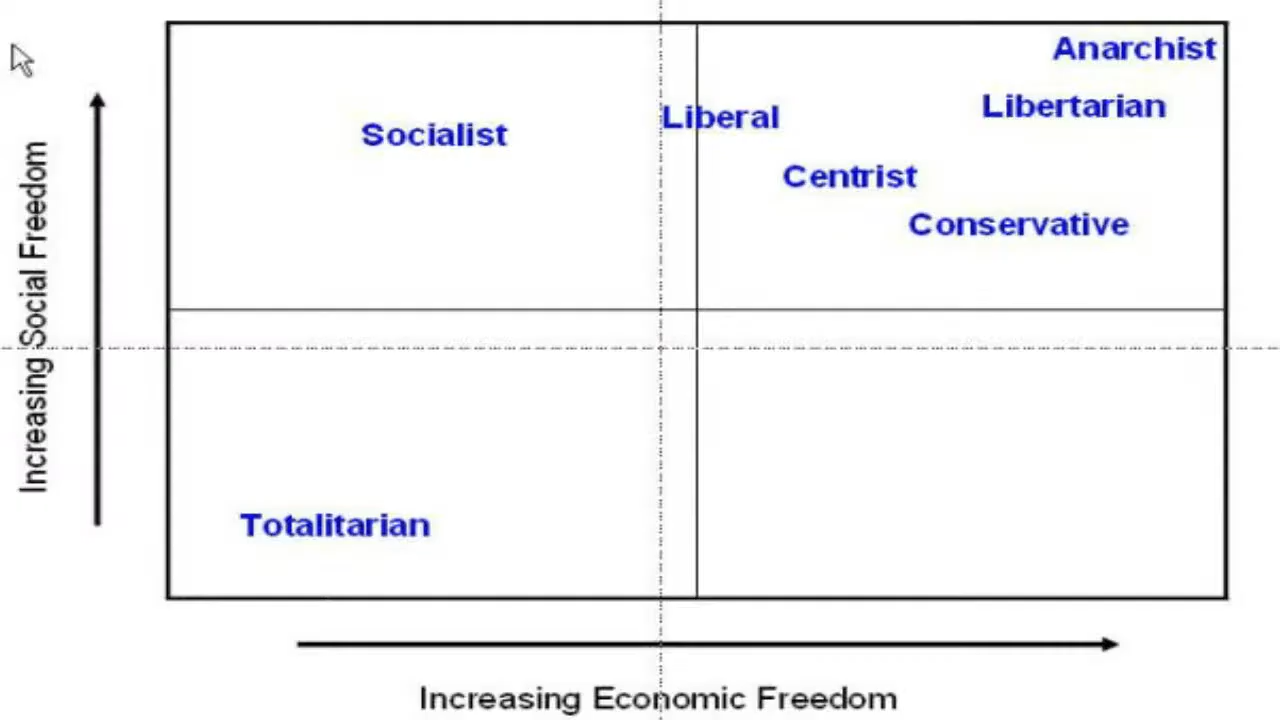 Anarchist
Libertarian
Liberal
Socialist
Centrist
Conservative
Increasing Social Freedom
Totalitarian
Increasing Economic Freedom